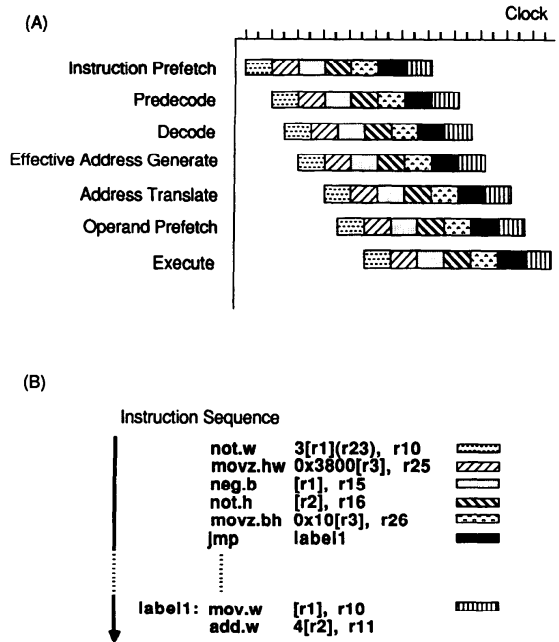 (A)
Clock
Instruction Prefetch
Predecode
Decode
Effective Address Generate
Address Translate
Operand Prefetch
Execute
(B)
Instruction Sequence
not.w 3[r1](r23), r10
movz.hw 0x3800[r3], r25
neg.b [r1], r15
not.h [r2], r16
movz.bh 0x10[r3], r26
jmp label1
label1: mov.w [r1], r10
add.w 4[r2], r11